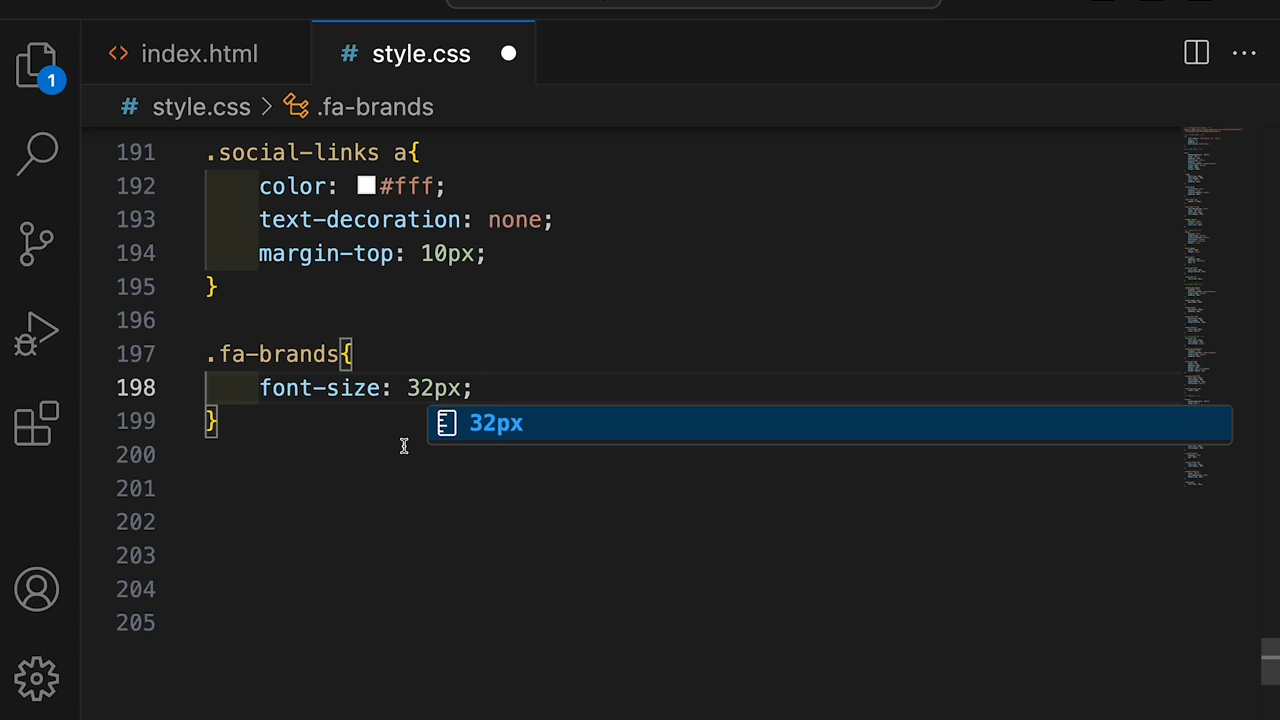 index.html
# style.css
1
# style.css > .fa-brands
191 .social-links a{
192 color: #fff;
193 text-decoration: none;
194 margin-top: 10px;
195 }
196
197 .fa-brands{
198 font-size: 32px;
199 }
32px
200
201
202
203
204
205